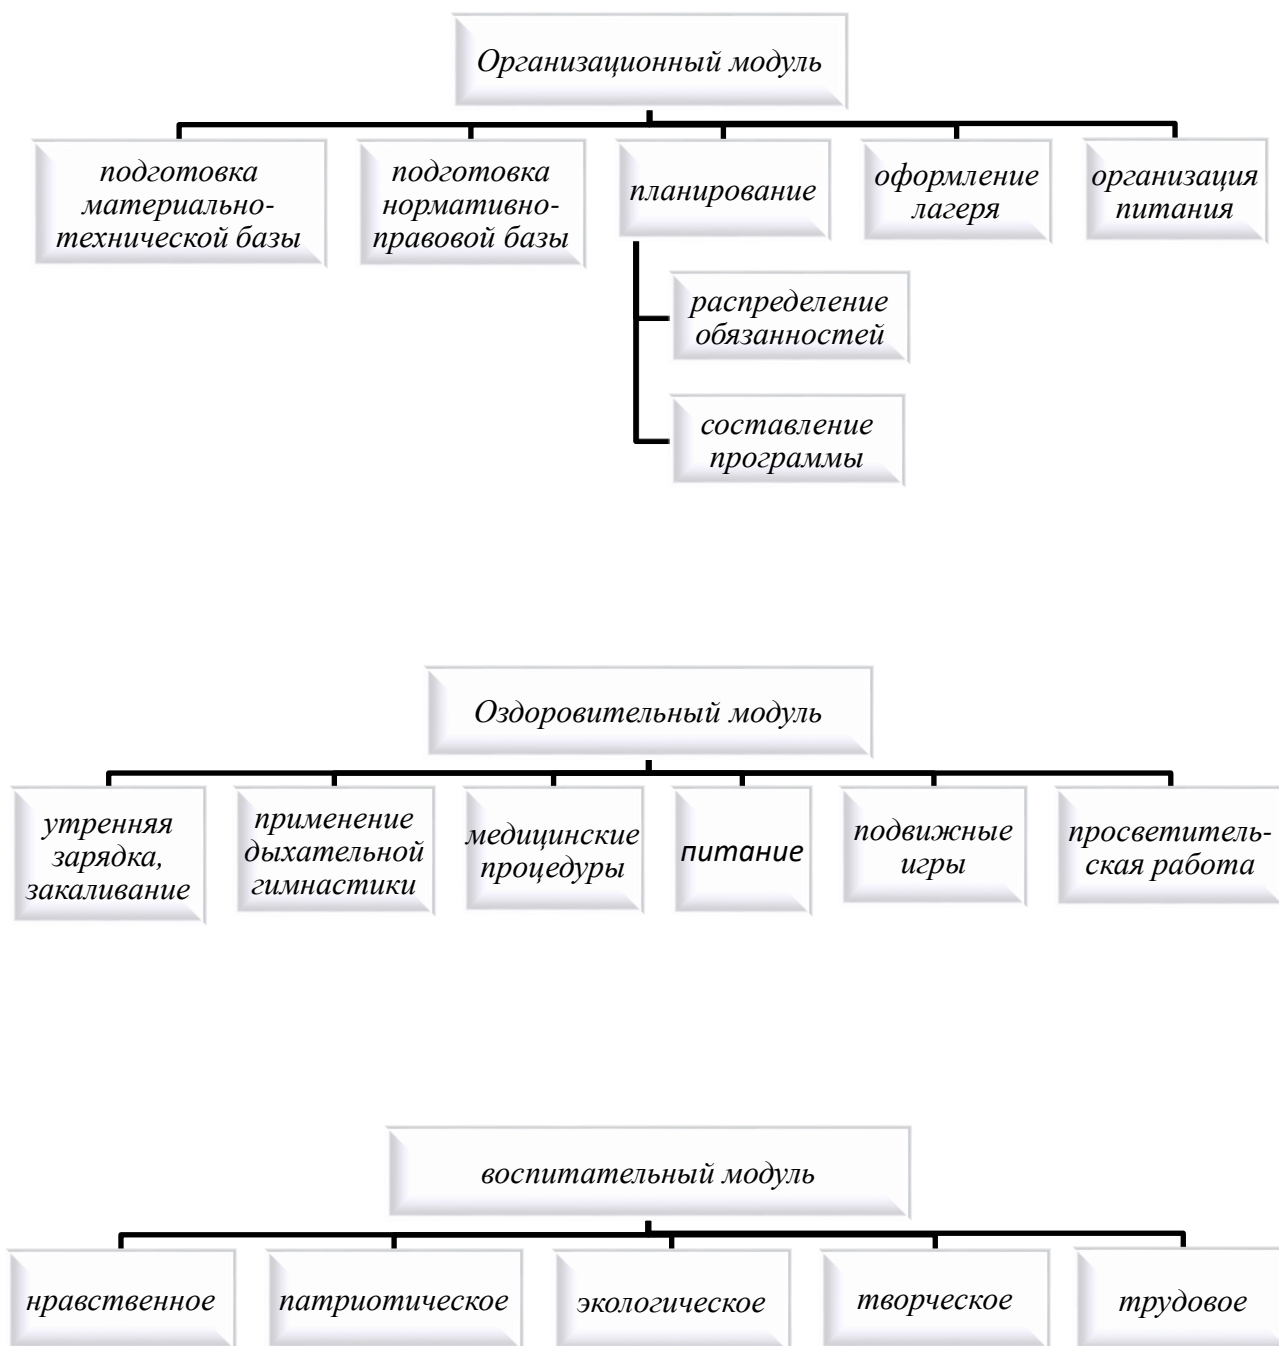 Организационный модуль
подготовка
материально-
технической базы
подготовка
нормативно-
правовой базы
планирование
оформление
лагеря
организация
питания
распределение
обязанностей
составление
программы
Оздоровительный модуль
утренняя
зарядка,
закаливание
применение
дыхательной
гимнастики
медицинские
процедуры
питание
подвижные
игры
просветитель-
ская работа
воспитательный модуль
нравственное
патриотическое
экологическое
творческое
трудовое